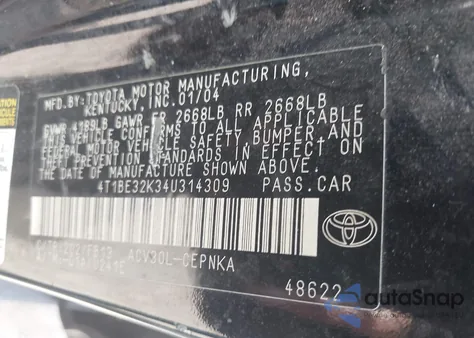 MFD.BY:TOYOTA MOTOR MANUFACTURING,
KENTUCKY, INC. 01/04
GVWR 4189LB GAWR FR 2668LB RR 2668LB
THIS VEHICLE CONFORMS TO ALL APPLICABLE
FEDERAL MOTOR VEHICLE SAFETY, BUMPER, AND
THEFT PREVENTION STANDARDS IN EFFECT ON
THE DATE OF MANUFACTURE SHOWN ABOVE.
4T1BE32K34U314309 PASS.CAR
ACV30L-CEPNKA
TOYOTA
48622
autoSnap